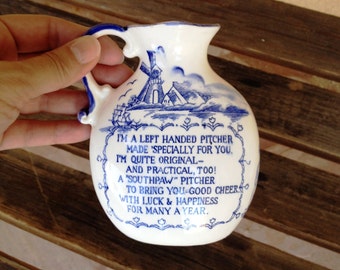 I'M A LEFT HANDED PITCHER
MADE 'SPECIALLY FOR YOU.
I'M QUITE ORIGINAL—
AND PRACTICAL, TOO!
A "SOUTHPAW" PITCHER
TO BRING YOU GOOD CHEER
WITH LUCK & HAPPINESS
FOR MANY A YEAR.